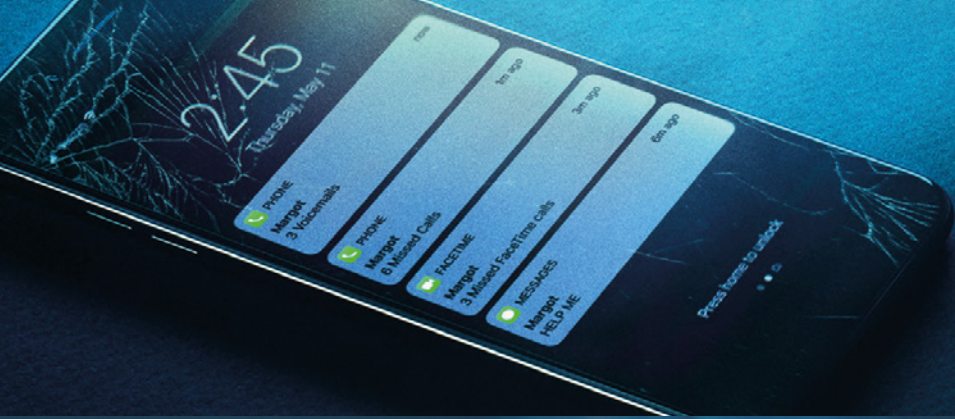 2:45
Thursday, May 11
PHONE
now
Margot
3 Voicemails
PHONE
1m ago
Margot
6 Missed Calls
FACETIME
3m ago
Margot
3 Missed FaceTime calls
MESSAGES
6m ago
Margot
HELP ME
Press home to unlock